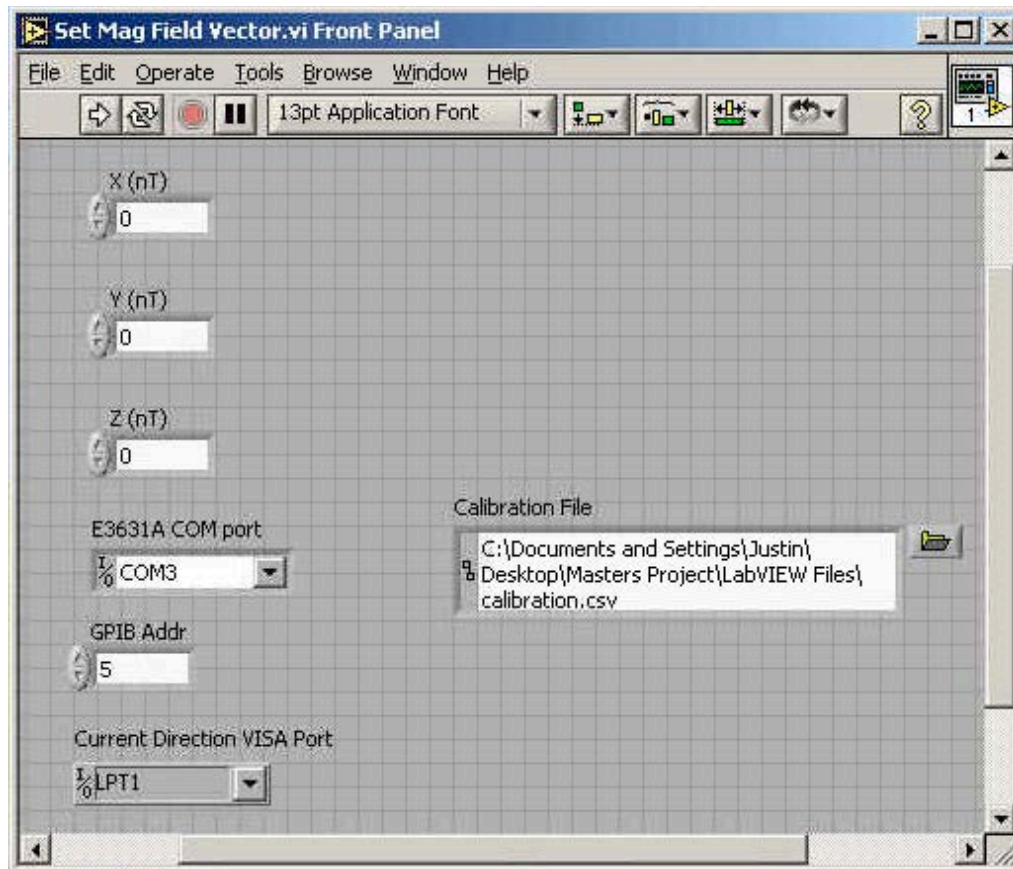 Set Mag Field Vector.vi Front Panel
File Edit Operate Tools Browse Window Help
13pt Application Font
?
1
X (nT)
0
Y (nT)
0
Z (nT)
0
E3631A COM port
COM3
GPIB Addr
5
Current Direction VISA Port
LPT1
Calibration File
C:\Documents and Settings\Justin\
Desktop\Masters Project\LabVIEW Files\
calibration.csv